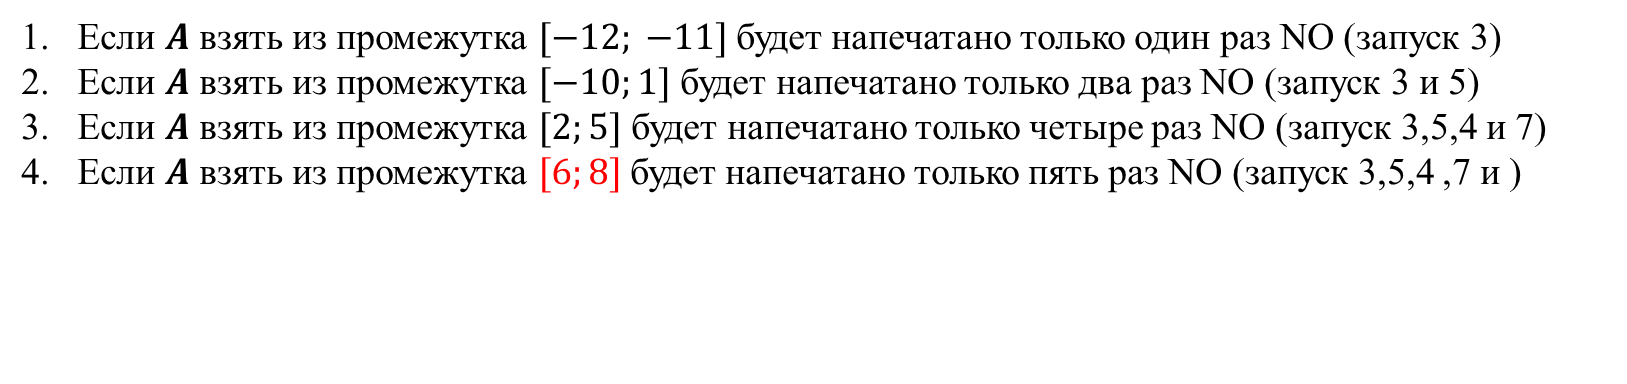 1. Если A взять из промежутка [−12; −11] будет напечатано только один раз NO (запуск 3)
2. Если A взять из промежутка [−10; 1] будет напечатано только два раз NO (запуск 3 и 5)
3. Если A взять из промежутка [2; 5] будет напечатано только четыре раз NO (запуск 3,5,4 и 7)
4. Если A взять из промежутка [6; 8] будет напечатано только пять раз NO (запуск 3,5,4 ,7 и )